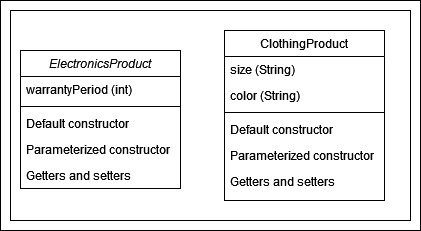 ElectronicsProduct
warrantyPeriod (int)
Default constructor
Parameterized constructor
Getters and setters
ClothingProduct
size (String)
color (String)
Default constructor
Parameterized constructor
Getters and setters